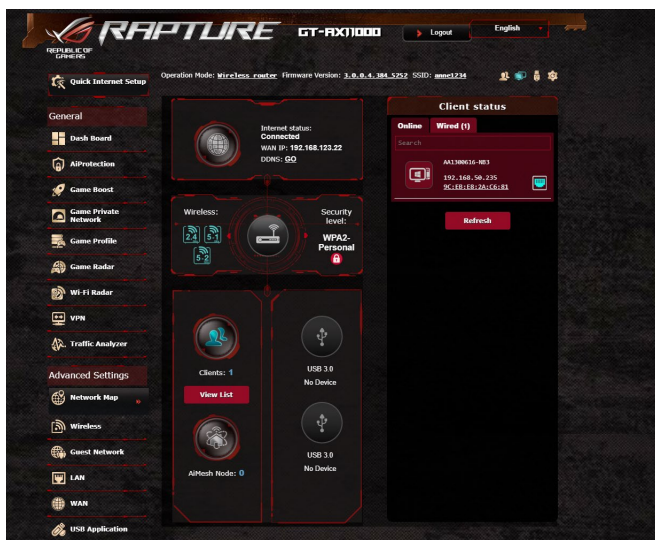 REPUBLIC OF
GAMERS
RAPTURE
GT-AX11000
Logout
English
Quick Internet Setup
Operation Mode: Wireless router Firmware Version: 3.0.0.4.384_5252 SSID: anne1234
General
Dash Board
AiProtection
Game Boost
Game Private
Network
Game Profile
Game Radar
Wi-Fi Radar
VPN
Traffic Analyzer
Advanced Settings
Network Map
Wireless
Guest Network
LAN
WAN
USB Application
Internet status:
Connected
WAN IP: 192.168.123.22
DDNS: GO
Wireless:
2.4
5-1
5-2
Security
level:
WPA2-
Personal
Clients: 1
View List
AiMesh Node: 0
USB 3.0
No Device
USB 3.0
No Device
Client status
Online
Wired (1)
Search
AA1300616-NB3
192.168.50.235
9C:EB:E8:2A:C6:81
Refresh